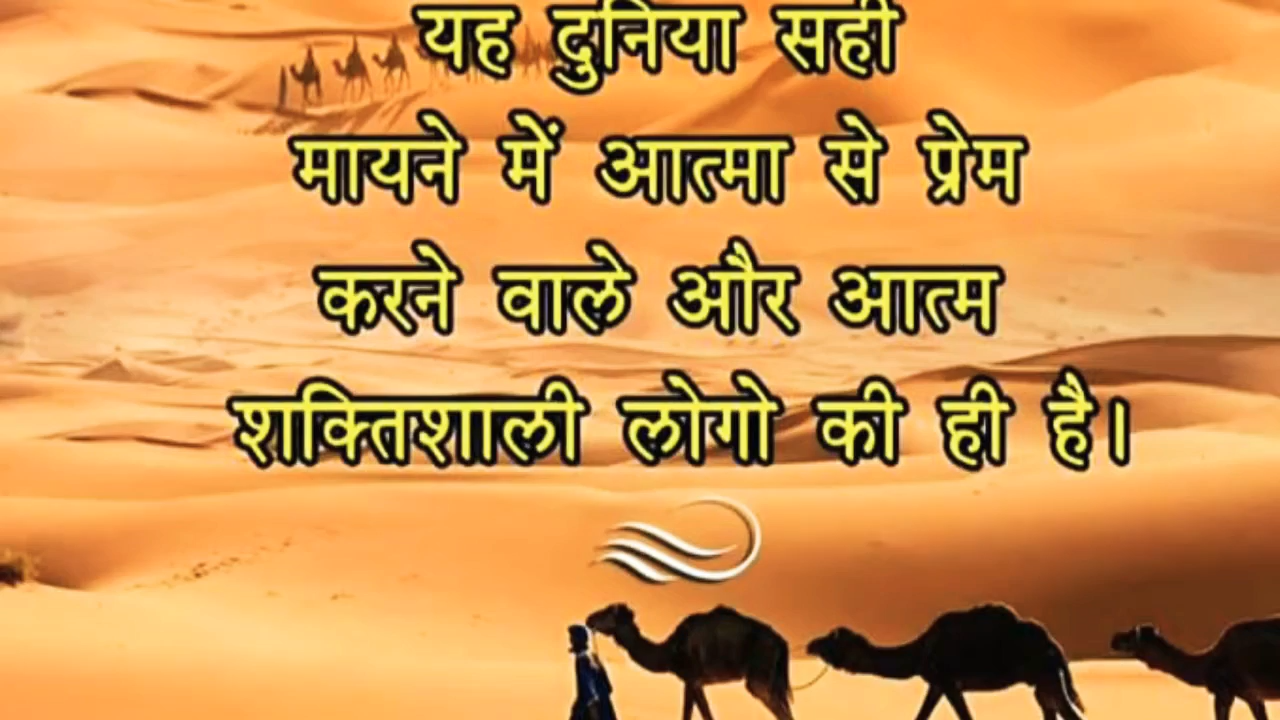 यह दुनिया सही
मायने में आत्मा से प्रेम
करने वाले और आत्म
शक्तिशाली लोगो की ही है।